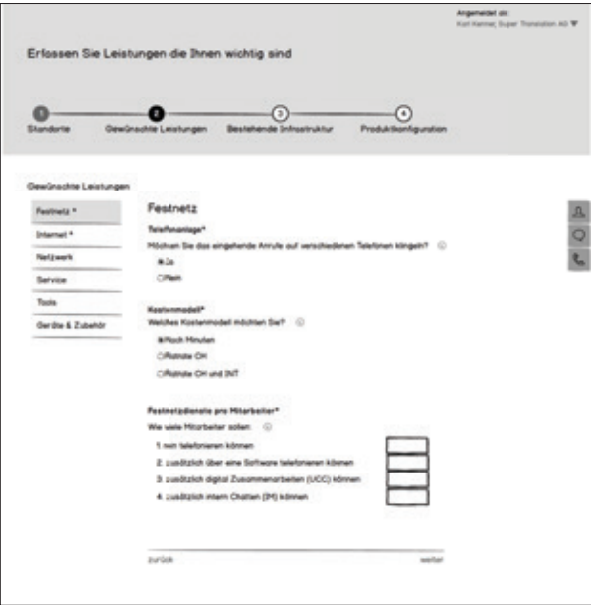 Angemeldet als:
Karl Kenner, Super Translation AG ▼
Erfassen Sie Leistungen die Ihnen wichtig sind
1
2
3
4
Standorte
Gewünschte Leistungen
Bestehende Infrastruktur
Produktkonfiguration
Gewünschte Leistungen
Festnetz *
Internet *
Netzwerk
Service
Tools
Geräte & Zubehör
Festnetz
Telefonanlage*
Möchten Sie das eingehende Anrufe auf verschiedenen Telefonen klingeln?
Ja
Nein
Kostenmodell*
Welches Kostenmodell möchten Sie?
Nach Minuten
Flatrate CH
Flatrate CH und INT
Festnetzdienste pro Mitarbeiter*
Wie viele Mitarbeiter sollen:
1. nur telefonieren können
2. zusätzlich über eine Software telefonieren können
3. zusätzlich digital Zusammenarbeiten (UCC) können
4. zusätzlich intern Chatten (IM) können
zurück
weiter